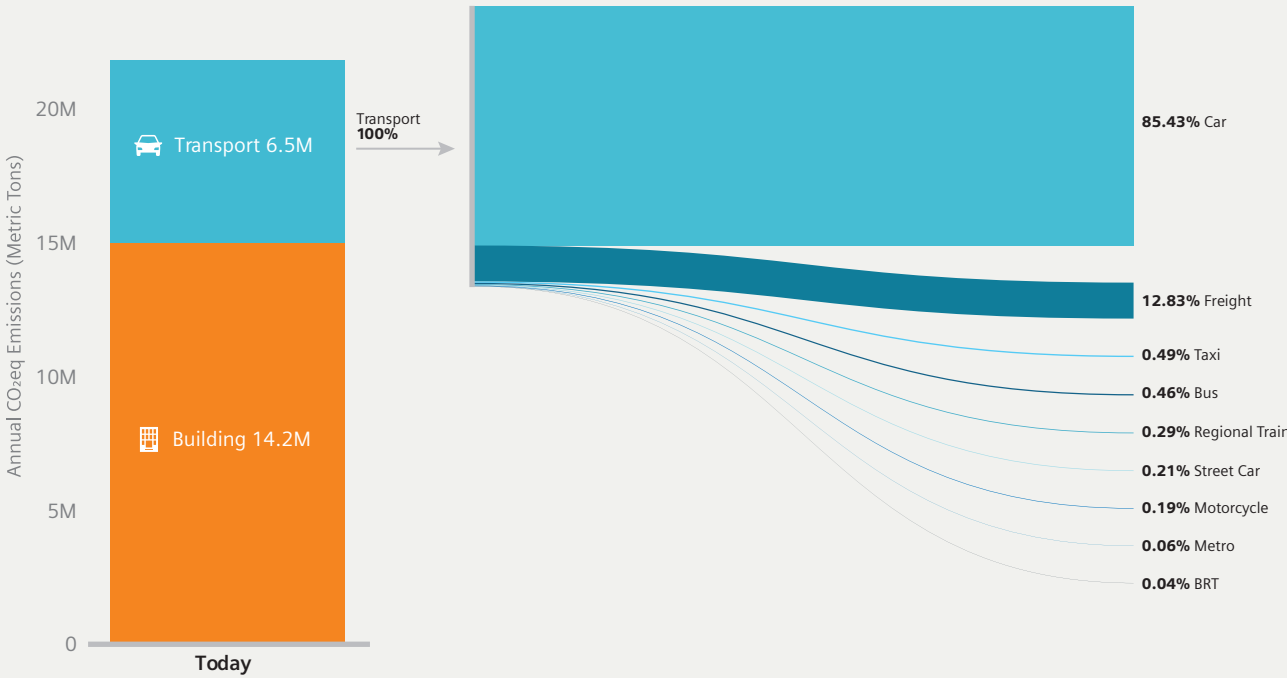 Annual CO₂eq Emissions (Metric Tons)
20M
15M
10M
5M
0
Transport 6.5M
Building 14.2M
Today
Transport
100%
85.43% Car
12.83% Freight
0.49% Taxi
0.46% Bus
0.29% Regional Train
0.21% Street Car
0.19% Motorcycle
0.06% Metro
0.04% BRT